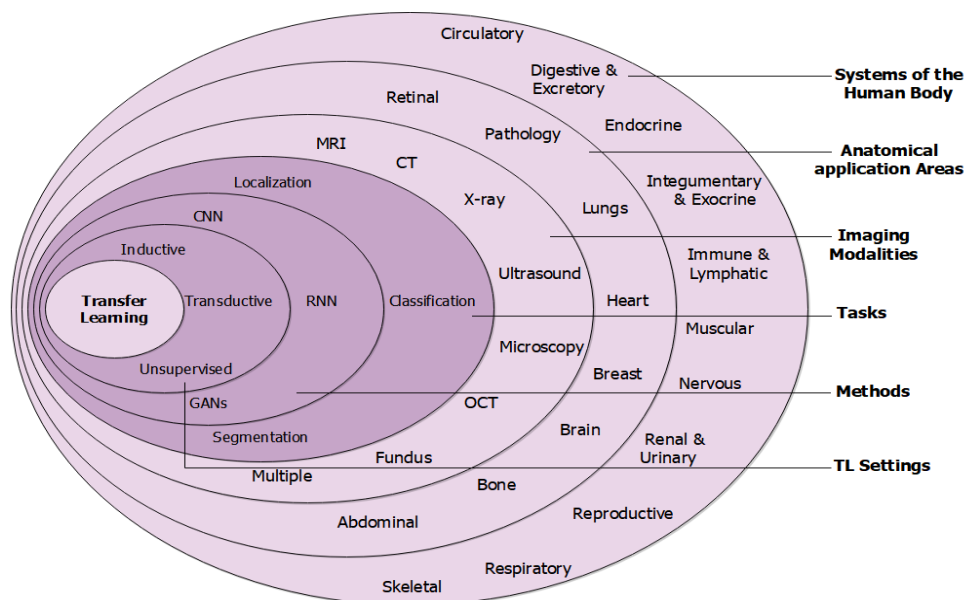 Circulatory
Digestive &
Excretory
Systems of the
Human Body
Retinal
Endocrine
Pathology
MRI
CT
Anatomical
application Areas
Localization
Integumentary
& Exocrine
X-ray
Lungs
CNN
Imaging
Modalities
Inductive
Immune &
Lymphatic
Ultrasound
Transfer
Learning
Transductive
RNN
Classification
Heart
Tasks
Muscular
Microscopy
Unsupervised
Breast
Nervous
Methods
GANs
OCT
Segmentation
Brain
Renal &
Urinary
Fundus
TL Settings
Multiple
Bone
Reproductive
Abdominal
Respiratory
Skeletal